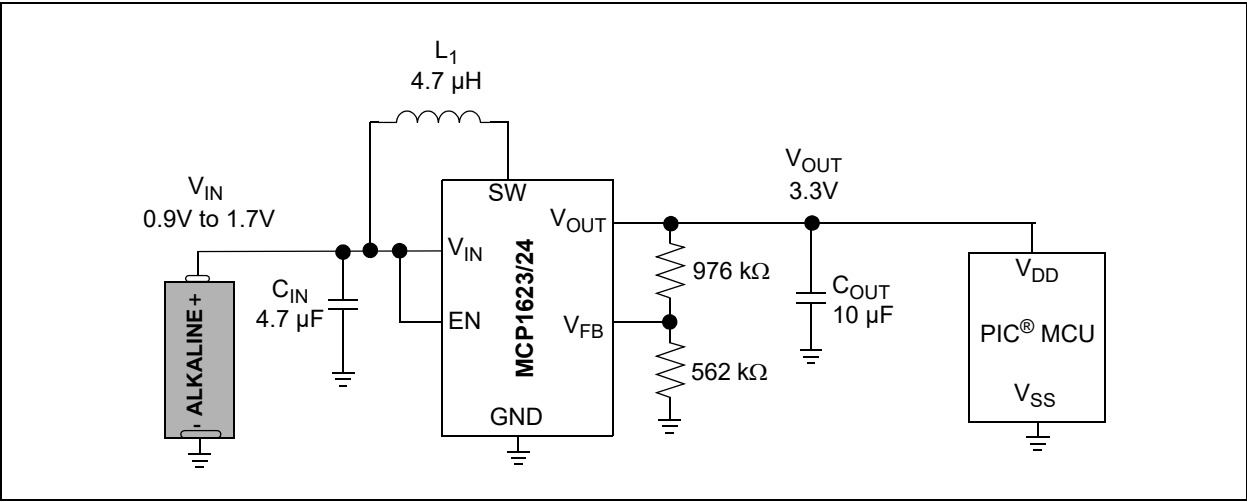 L1
4.7 µH
VIN
0.9V to 1.7V
- ALKALINE +
CIN
4.7 µF
SW
VIN
EN
MCP1623/24
VOUT
VFB
GND
976 kΩ
562 kΩ
VOUT
3.3V
COUT
10 µF
VDD
PIC® MCU
VSS